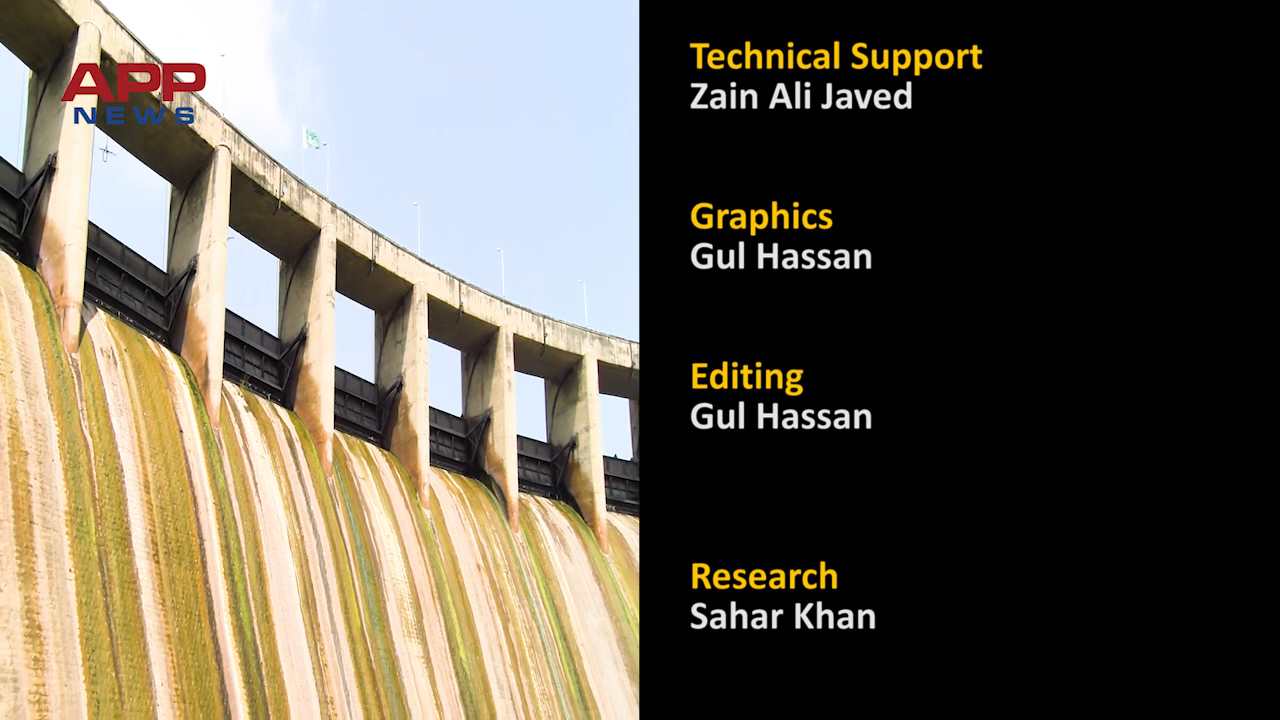 APP
NEWS
Technical Support
Zain Ali Javed
Graphics
Gul Hassan
Editing
Gul Hassan
Research
Sahar Khan